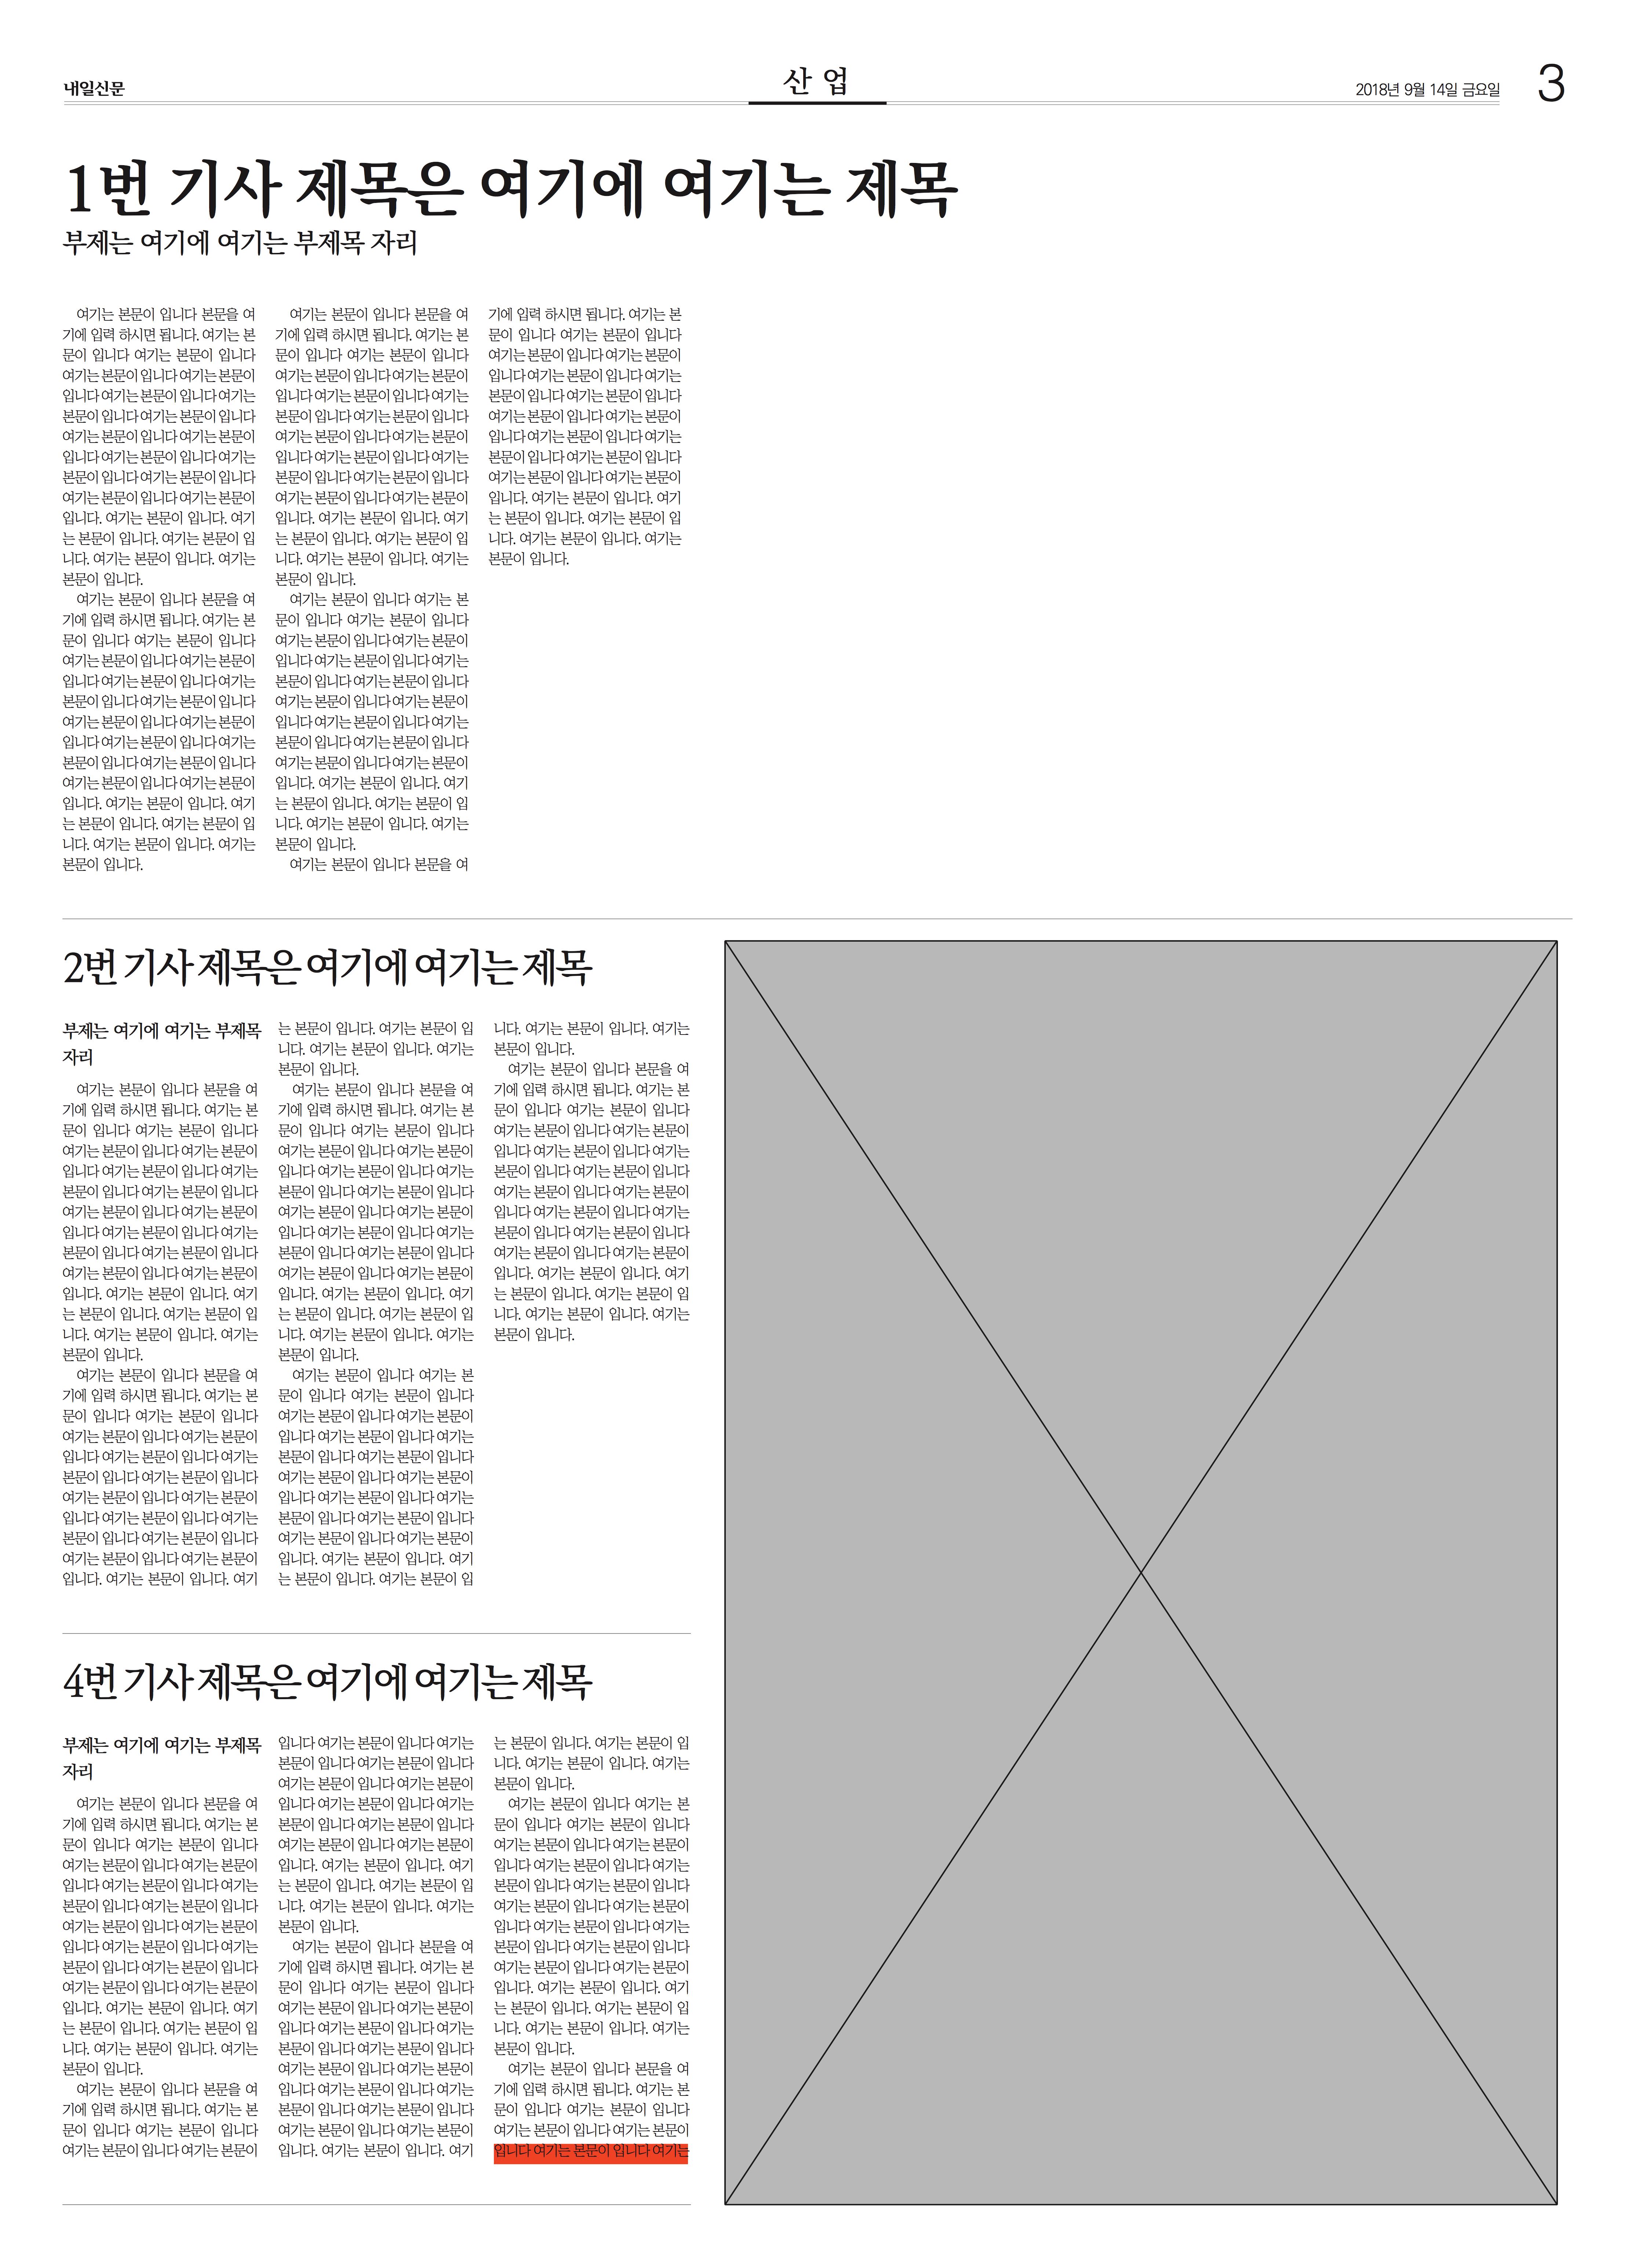 내일신문
산 업
2018년 9월 14일 금요일
3
1번 기사 제목은 여기에 여기는 제목
부제는 여기에 여기는 부제목 자리
여기는 본문이 입니다 본문을 여
기에 입력 하시면 됩니다. 여기는 본
문이 입니다 여기는 본문이 입니다
여기는 본문이 입니다 여기는 본문이
입니다 여기는 본문이 입니다 여기는
본문이 입니다 여기는 본문이 입니다
여기는 본문이 입니다 여기는 본문이
입니다 여기는 본문이 입니다 여기는
본문이 입니다 여기는 본문이 입니다
여기는 본문이 입니다 여기는 본문이
입니다. 여기는 본문이 입니다. 여기
는 본문이 입니다. 여기는 본문이 입
니다. 여기는 본문이 입니다. 여기는
본문이 입니다.
여기는 본문이 입니다 본문을 여
기에 입력 하시면 됩니다. 여기는 본
문이 입니다 여기는 본문이 입니다
여기는 본문이 입니다 여기는 본문이
입니다 여기는 본문이 입니다 여기는
본문이 입니다 여기는 본문이 입니다
여기는 본문이 입니다 여기는 본문이
입니다 여기는 본문이 입니다 여기는
본문이 입니다 여기는 본문이 입니다
여기는 본문이 입니다 여기는 본문이
입니다. 여기는 본문이 입니다. 여기
는 본문이 입니다. 여기는 본문이 입
니다. 여기는 본문이 입니다. 여기는
본문이 입니다.
여기는 본문이 입니다 본문을 여
기에 입력 하시면 됩니다. 여기는 본
문이 입니다 여기는 본문이 입니다
여기는 본문이 입니다 여기는 본문이
입니다 여기는 본문이 입니다 여기는
본문이 입니다 여기는 본문이 입니다
여기는 본문이 입니다 여기는 본문이
입니다 여기는 본문이 입니다 여기는
본문이 입니다 여기는 본문이 입니다
여기는 본문이 입니다 여기는 본문이
입니다. 여기는 본문이 입니다. 여기
는 본문이 입니다. 여기는 본문이 입
니다. 여기는 본문이 입니다. 여기는
본문이 입니다.
여기는 본문이 입니다 여기는 본
문이 입니다 여기는 본문이 입니다
여기는 본문이 입니다 여기는 본문이
입니다 여기는 본문이 입니다 여기는
본문이 입니다 여기는 본문이 입니다
여기는 본문이 입니다 여기는 본문이
입니다 여기는 본문이 입니다 여기는
본문이 입니다 여기는 본문이 입니다
여기는 본문이 입니다 여기는 본문이
입니다. 여기는 본문이 입니다. 여기
는 본문이 입니다. 여기는 본문이 입
니다. 여기는 본문이 입니다. 여기는
본문이 입니다.
여기는 본문이 입니다 본문을 여
기에 입력 하시면 됩니다. 여기는 본
문이 입니다 여기는 본문이 입니다
여기는 본문이 입니다 여기는 본문이
입니다 여기는 본문이 입니다 여기는
본문이 입니다 여기는 본문이 입니다
여기는 본문이 입니다 여기는 본문이
입니다 여기는 본문이 입니다 여기는
본문이 입니다 여기는 본문이 입니다
여기는 본문이 입니다 여기는 본문이
입니다. 여기는 본문이 입니다. 여기
는 본문이 입니다. 여기는 본문이 입
니다. 여기는 본문이 입니다. 여기는
본문이 입니다.
2번 기사 제목은 여기에 여기는 제목
부제는 여기에 여기는 부제목
자리
여기는 본문이 입니다 본문을 여
기에 입력 하시면 됩니다. 여기는 본
문이 입니다 여기는 본문이 입니다
여기는 본문이 입니다 여기는 본문이
입니다 여기는 본문이 입니다 여기는
본문이 입니다 여기는 본문이 입니다
여기는 본문이 입니다 여기는 본문이
입니다 여기는 본문이 입니다 여기는
본문이 입니다 여기는 본문이 입니다
여기는 본문이 입니다 여기는 본문이
입니다. 여기는 본문이 입니다. 여기
는 본문이 입니다. 여기는 본문이 입
니다. 여기는 본문이 입니다. 여기는
본문이 입니다.
여기는 본문이 입니다 본문을 여
기에 입력 하시면 됩니다. 여기는 본
문이 입니다 여기는 본문이 입니다
여기는 본문이 입니다 여기는 본문이
입니다 여기는 본문이 입니다 여기는
본문이 입니다 여기는 본문이 입니다
여기는 본문이 입니다 여기는 본문이
입니다 여기는 본문이 입니다 여기는
본문이 입니다 여기는 본문이 입니다
여기는 본문이 입니다 여기는 본문이
입니다. 여기는 본문이 입니다. 여기
는 본문이 입니다. 여기는 본문이 입
니다. 여기는 본문이 입니다. 여기는
본문이 입니다.
여기는 본문이 입니다 본문을 여
기에 입력 하시면 됩니다. 여기는 본
문이 입니다 여기는 본문이 입니다
여기는 본문이 입니다 여기는 본문이
입니다 여기는 본문이 입니다 여기는
본문이 입니다 여기는 본문이 입니다
여기는 본문이 입니다 여기는 본문이
입니다 여기는 본문이 입니다 여기는
본문이 입니다 여기는 본문이 입니다
여기는 본문이 입니다 여기는 본문이
입니다. 여기는 본문이 입니다. 여기
는 본문이 입니다. 여기는 본문이 입
니다. 여기는 본문이 입니다. 여기는
본문이 입니다.
여기는 본문이 입니다 여기는 본
문이 입니다 여기는 본문이 입니다
여기는 본문이 입니다 여기는 본문이
입니다 여기는 본문이 입니다 여기는
본문이 입니다 여기는 본문이 입니다
여기는 본문이 입니다 여기는 본문이
입니다 여기는 본문이 입니다 여기는
본문이 입니다 여기는 본문이 입니다
여기는 본문이 입니다 여기는 본문이
입니다. 여기는 본문이 입니다. 여기
는 본문이 입니다. 여기는 본문이 입
니다. 여기는 본문이 입니다. 여기는
본문이 입니다.
여기는 본문이 입니다 본문을 여
기에 입력 하시면 됩니다. 여기는 본
문이 입니다 여기는 본문이 입니다
여기는 본문이 입니다 여기는 본문이
입니다 여기는 본문이 입니다 여기는
본문이 입니다 여기는 본문이 입니다
여기는 본문이 입니다 여기는 본문이
입니다 여기는 본문이 입니다 여기는
본문이 입니다 여기는 본문이 입니다
여기는 본문이 입니다 여기는 본문이
입니다. 여기는 본문이 입니다. 여기
는 본문이 입니다. 여기는 본문이 입
니다. 여기는 본문이 입니다. 여기는
본문이 입니다.
4번 기사 제목은 여기에 여기는 제목
부제는 여기에 여기는 부제목
자리
여기는 본문이 입니다 본문을 여
기에 입력 하시면 됩니다. 여기는 본
문이 입니다 여기는 본문이 입니다
여기는 본문이 입니다 여기는 본문이
입니다 여기는 본문이 입니다 여기는
본문이 입니다 여기는 본문이 입니다
여기는 본문이 입니다 여기는 본문이
입니다 여기는 본문이 입니다 여기는
본문이 입니다 여기는 본문이 입니다
여기는 본문이 입니다 여기는 본문이
입니다. 여기는 본문이 입니다. 여기
는 본문이 입니다. 여기는 본문이 입
니다. 여기는 본문이 입니다. 여기는
본문이 입니다.
여기는 본문이 입니다 본문을 여
기에 입력 하시면 됩니다. 여기는 본
문이 입니다 여기는 본문이 입니다
여기는 본문이 입니다 여기는 본문이
입니다 여기는 본문이 입니다 여기는
본문이 입니다 여기는 본문이 입니다
여기는 본문이 입니다 여기는 본문이
입니다 여기는 본문이 입니다 여기는
본문이 입니다 여기는 본문이 입니다
여기는 본문이 입니다 여기는 본문이
입니다. 여기는 본문이 입니다. 여기
는 본문이 입니다. 여기는 본문이 입
니다. 여기는 본문이 입니다. 여기는
본문이 입니다.
여기는 본문이 입니다 본문을 여
기에 입력 하시면 됩니다. 여기는 본
문이 입니다 여기는 본문이 입니다
여기는 본문이 입니다 여기는 본문이
입니다 여기는 본문이 입니다 여기는
본문이 입니다 여기는 본문이 입니다
여기는 본문이 입니다 여기는 본문이
입니다 여기는 본문이 입니다 여기는
본문이 입니다 여기는 본문이 입니다
여기는 본문이 입니다 여기는 본문이
입니다. 여기는 본문이 입니다. 여기
는 본문이 입니다. 여기는 본문이 입
니다. 여기는 본문이 입니다. 여기는
본문이 입니다.
여기는 본문이 입니다 여기는 본
문이 입니다 여기는 본문이 입니다
여기는 본문이 입니다 여기는 본문이
입니다 여기는 본문이 입니다 여기는
본문이 입니다 여기는 본문이 입니다
여기는 본문이 입니다 여기는 본문이
입니다 여기는 본문이 입니다 여기는
본문이 입니다 여기는 본문이 입니다
여기는 본문이 입니다 여기는 본문이
입니다. 여기는 본문이 입니다. 여기
는 본문이 입니다. 여기는 본문이 입
니다. 여기는 본문이 입니다. 여기는
본문이 입니다.
여기는 본문이 입니다 본문을 여
기에 입력 하시면 됩니다. 여기는 본
문이 입니다 여기는 본문이 입니다
여기는 본문이 입니다 여기는 본문이
입니다 여기는 본문이 입니다 여기는